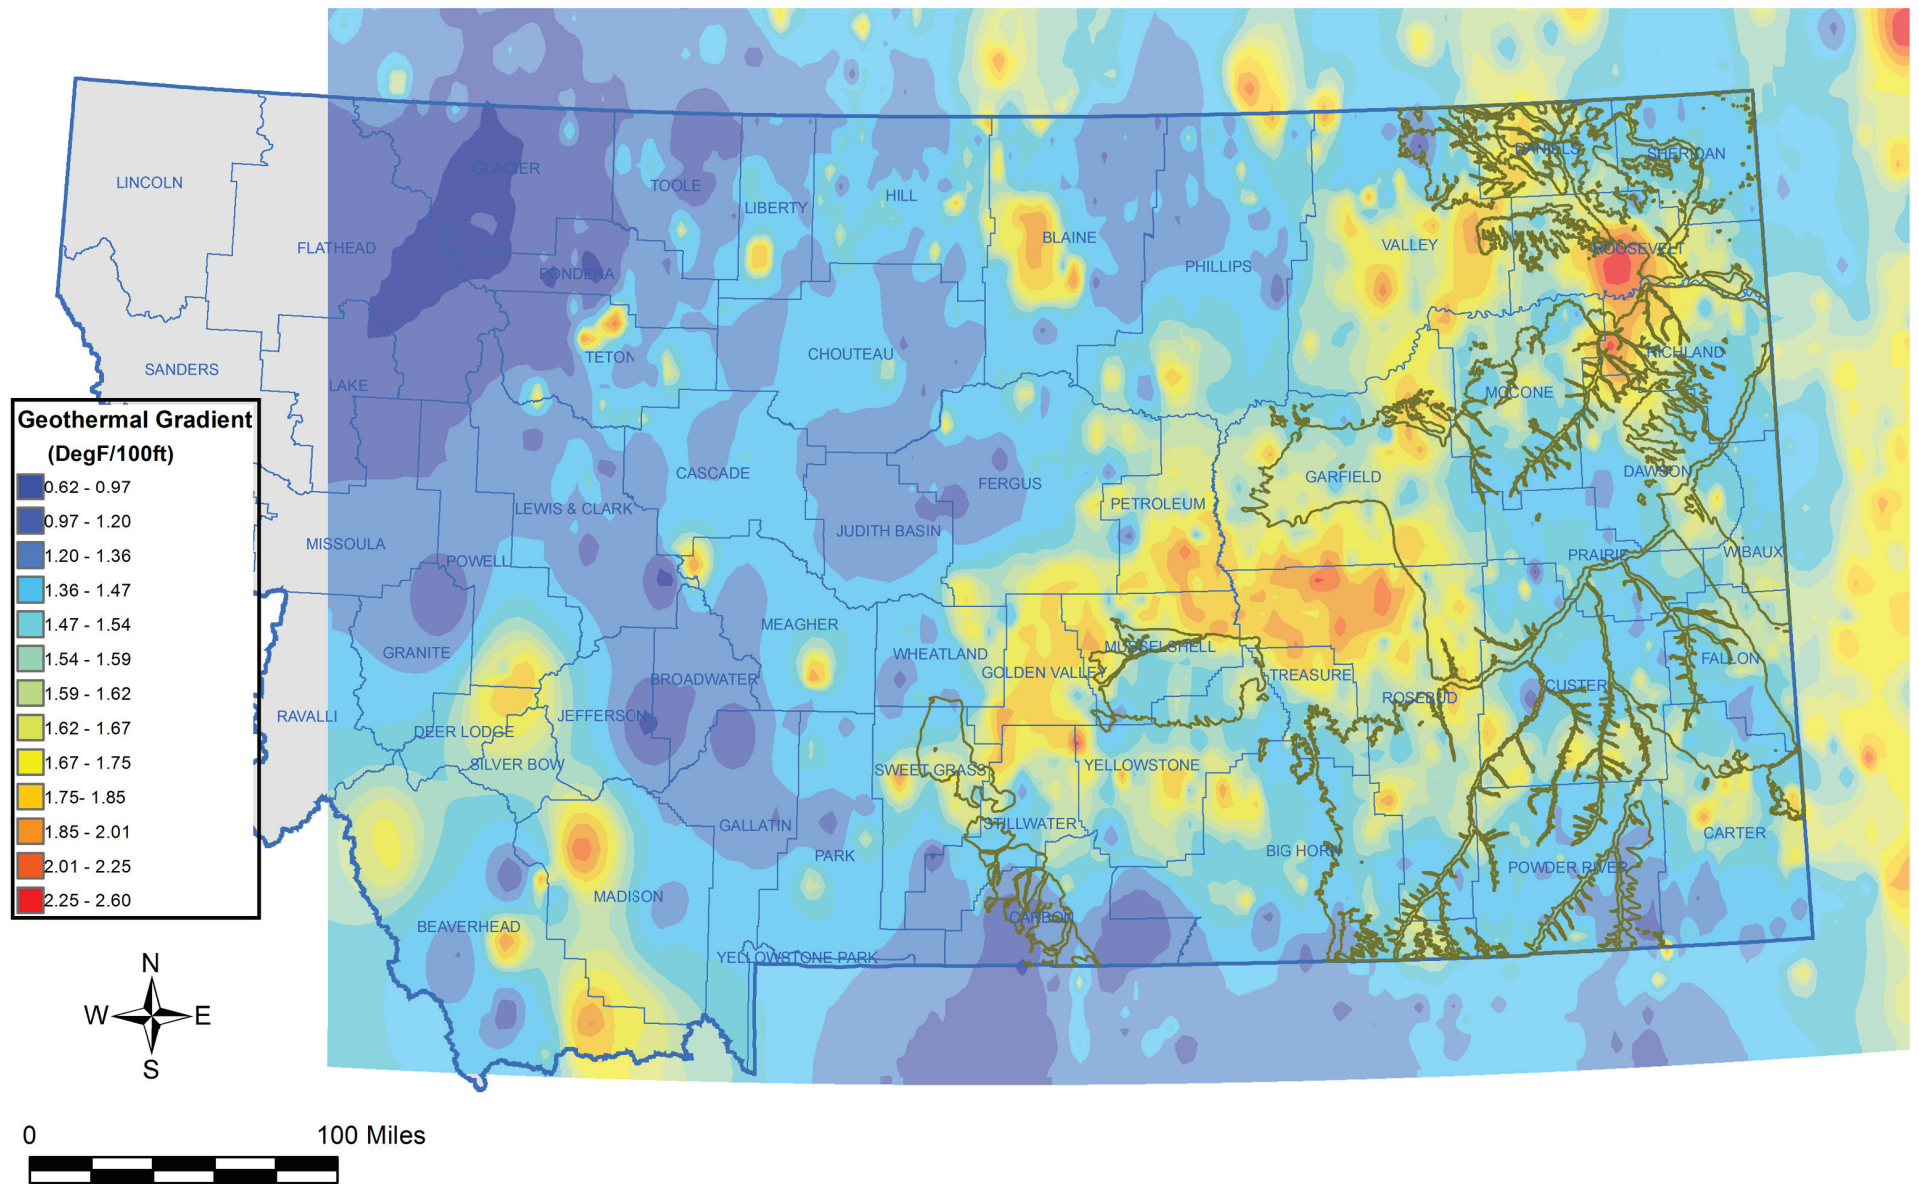 LINCOLN
GLACIER
TOOLE
LIBERTY
HILL
BLAINE
PHILLIPS
VALLEY
DANIELS
SHERIDAN
ROOSEVELT
FLATHEAD
PONDERA
SANDERS
LAKE
TETON
CHOUTEAU
RICHLAND
MCCONE
Geothermal Gradient
(DegF/100ft)
0.62 - 0.97
0.97 - 1.20
1.20 - 1.36
1.36 - 1.47
1.47 - 1.54
1.54 - 1.59
1.59 - 1.62
1.62 - 1.67
1.67 - 1.75
1.75- 1.85
1.85 - 2.01
2.01 - 2.25
2.25 - 2.60
CASCADE
FERGUS
GARFIELD
DAWSON
LEWIS & CLARK
JUDITH BASIN
PETROLEUM
MISSOULA
POWELL
PRAIRIE
WIBAUX
GRANITE
MEAGHER
WHEATLAND
GOLDEN VALLEY
MUSSELSHELL
TREASURE
ROSEBUD
CUSTER
FALLON
BROADWATER
RAVALLI
DEER LODGE
JEFFERSON
SILVER BOW
SWEET GRASS
YELLOWSTONE
GALLATIN
PARK
STILLWATER
BIG HORN
POWDER RIVER
CARTER
MADISON
BEAVERHEAD
CARBON
YELLOWSTONE PARK
N
W E
S
0 100 Miles